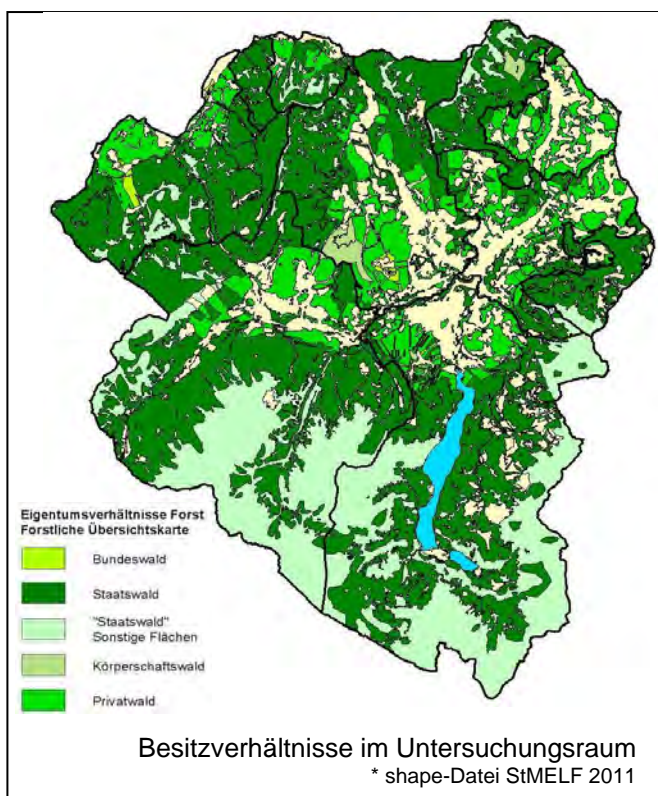 Eigentumsverhältnisse Forst
Forstliche Übersichtskarte
Bundeswald
Staatswald
"Staatswald"
Sonstige Flächen
Körperschaftswald
Privatwald
Besitzverhältnisse im Untersuchungsraum
* shape-Datei StMELF 2011